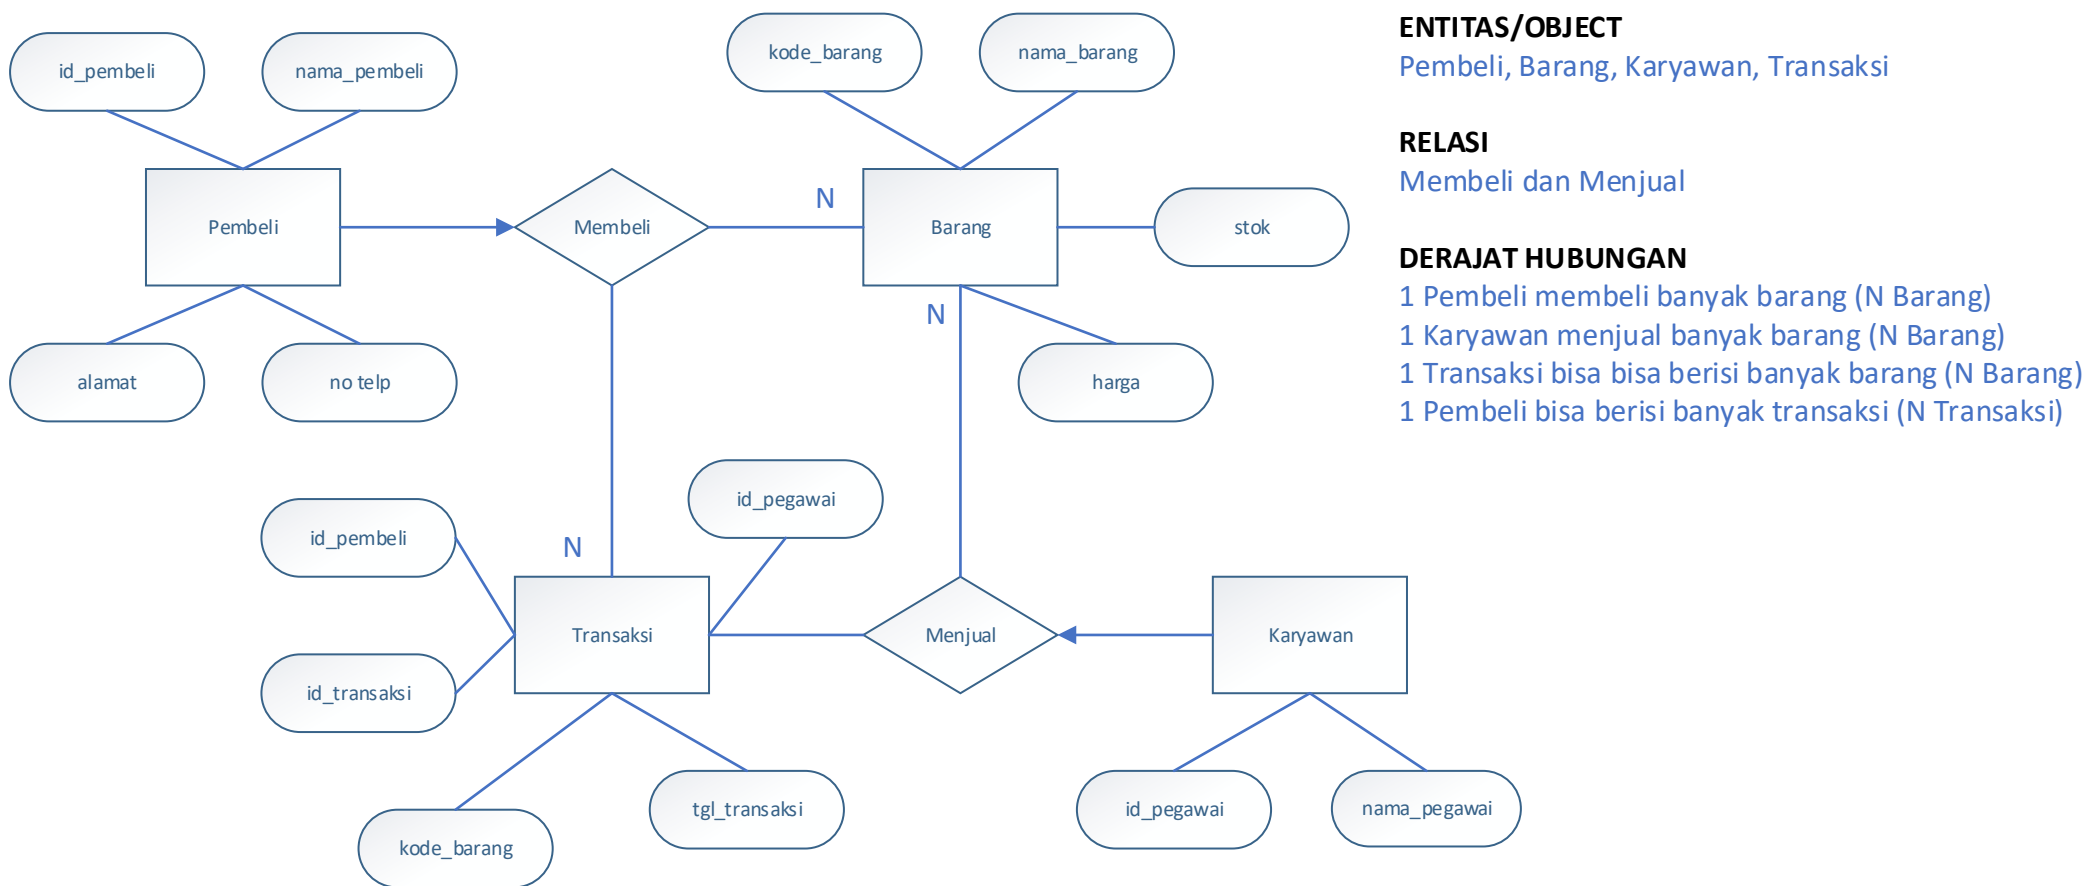 id_pembeli
nama_pembeli
Pembeli
alamat
no telp
Membeli
N
kode_barang
nama_barang
Barang
stok
N
harga
id_pegawai
id_pembeli
N
Transaksi
id_transaksi
kode_barang
tgl_transaksi
Menjual
Karyawan
id_pegawai
nama_pegawai
ENTITAS/OBJECT
Pembeli, Barang, Karyawan, Transaksi
RELASI
Membeli dan Menjual
DERAJAT HUBUNGAN
1 Pembeli membeli banyak barang (N Barang)
1 Karyawan menjual banyak barang (N Barang)
1 Transaksi bisa bisa berisi banyak barang (N Barang)
1 Pembeli bisa berisi banyak transaksi (N Transaksi)